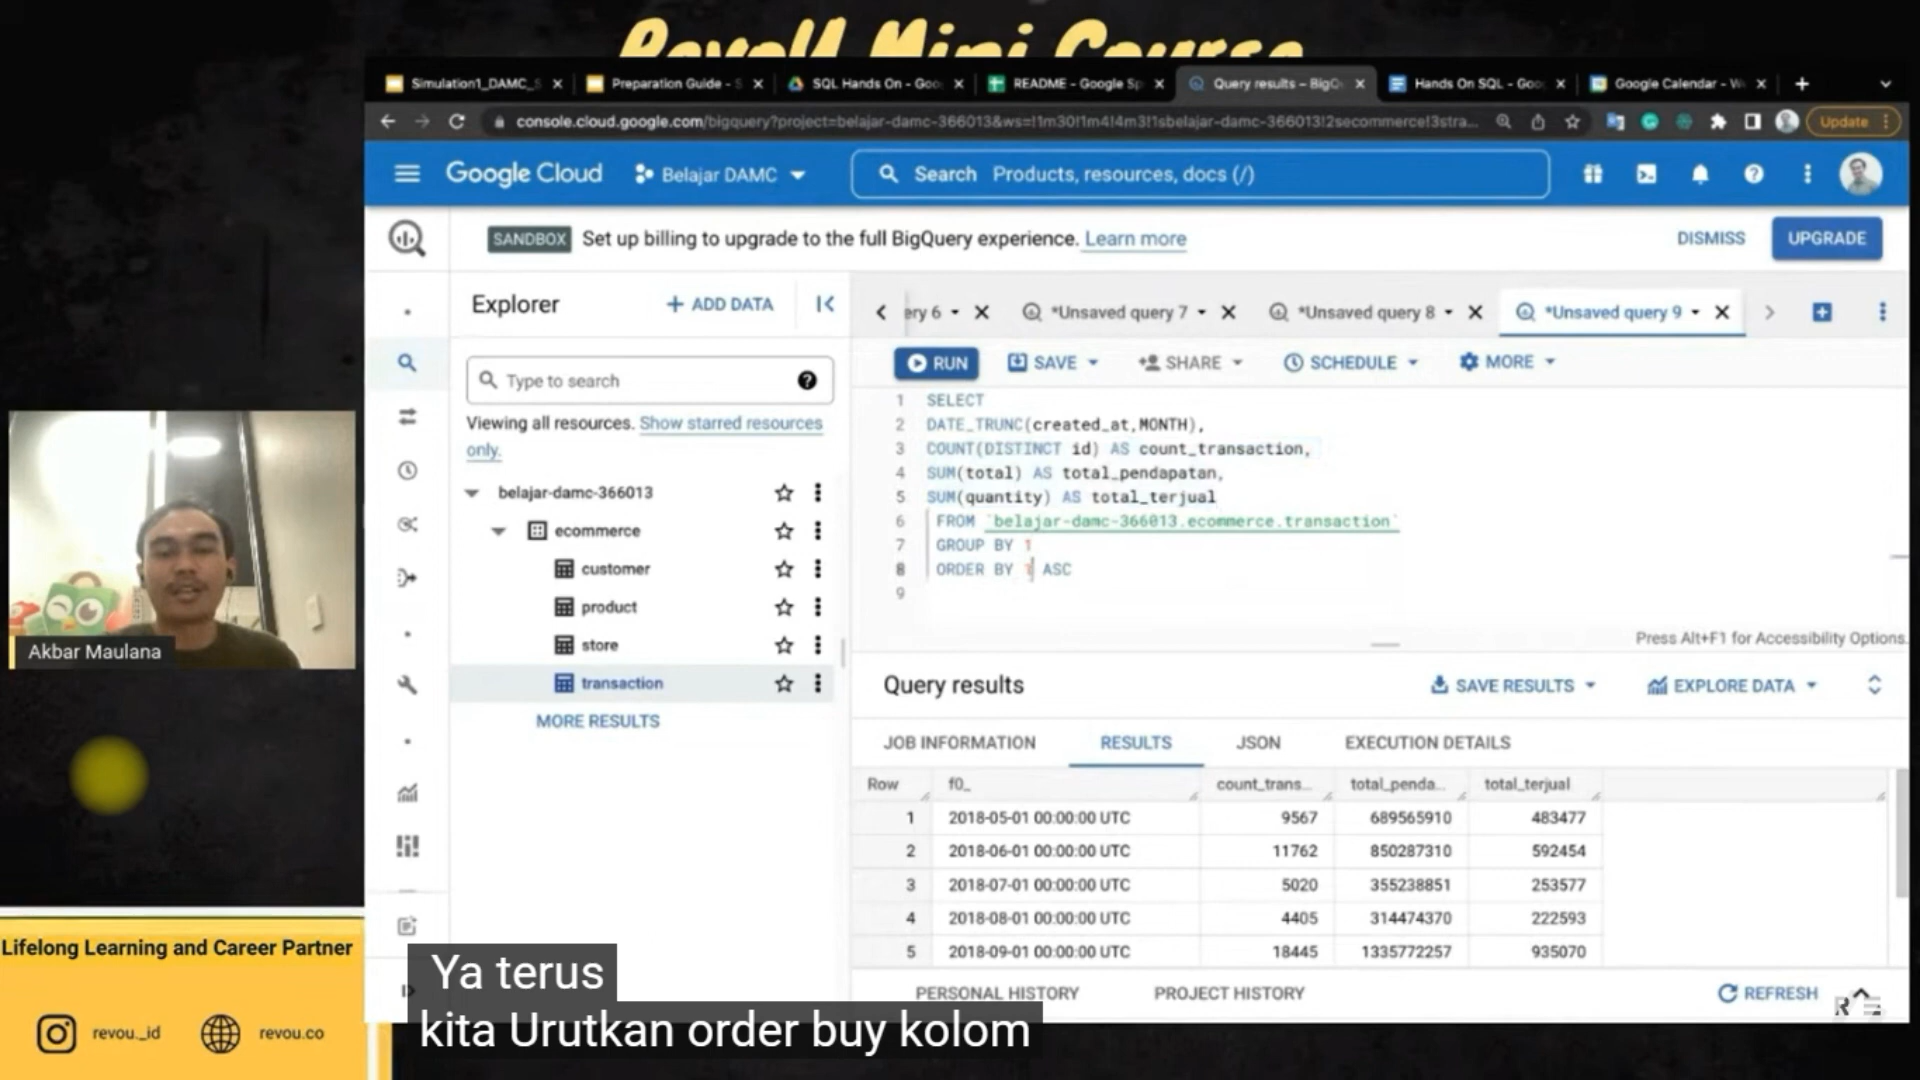 RevoU Mini Course
Simulation1_DAMC_S
Preparation Guide - S
SQL Hands On - Goo
README - Google Sp
Query results – BigQ
Hands On SQL - Goo
Google Calendar - W
console.cloud.google.com/bigquery?project=belajar-damc-366013&ws=!1m30!1m4!4m3!1sbelajar-damc-366013!2secommerce!3stra...
Update
Google Cloud
Belajar DAMC
Search Products, resources, docs (/)
SANDBOX Set up billing to upgrade to the full BigQuery experience. Learn more
DISMISS
UPGRADE
Explorer
+ ADD DATA
Type to search
Viewing all resources. Show starred resources
only.
belajar-damc-366013
ecommerce
customer
product
store
transaction
MORE RESULTS
ery 6
*Unsaved query 7
*Unsaved query 8
*Unsaved query 9
RUN
SAVE
SHARE
SCHEDULE
MORE
1 SELECT
2 DATE_TRUNC(created_at,MONTH),
3 COUNT(DISTINCT id) AS count_transaction,
4 SUM(total) AS total_pendapatan,
5 SUM(quantity) AS total_terjual
6 FROM `belajar-damc-366013.ecommerce.transaction`
7 GROUP BY 1
8 ORDER BY 1 ASC
9
Press Alt+F1 for Accessibility Options.
Query results
SAVE RESULTS
EXPLORE DATA
JOB INFORMATION
RESULTS
JSON
EXECUTION DETAILS
Row f0_ count_trans... total_penda... total_terjual
1 2018-05-01 00:00:00 UTC 9567 689565910 483477
2 2018-06-01 00:00:00 UTC 11762 850287310 592454
3 2018-07-01 00:00:00 UTC 5020 355238851 253577
4 2018-08-01 00:00:00 UTC 4405 314474370 222593
5 2018-09-01 00:00:00 UTC 18445 1335772257 935070
PERSONAL HISTORY
PROJECT HISTORY
REFRESH
Akbar Maulana
Lifelong Learning and Career Partner
revou_id
revou.co
Ya terus
kita Urutkan order buy kolom